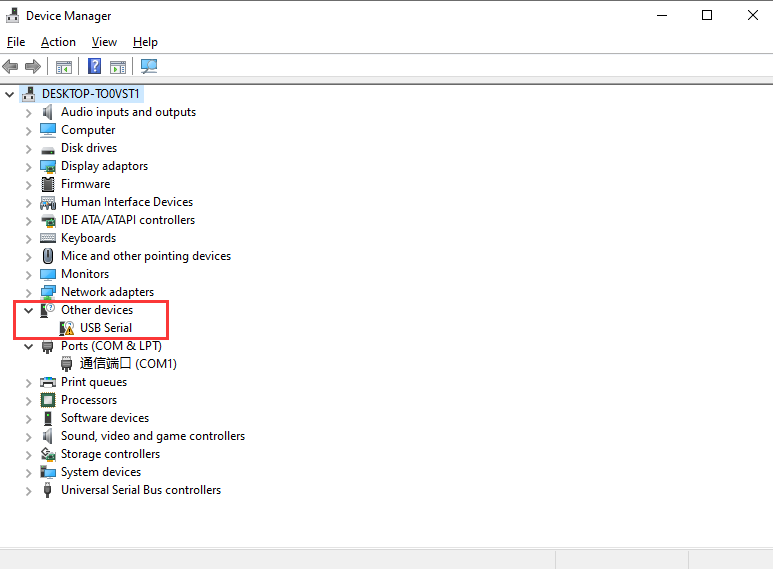 Device Manager
File Action View Help
DESKTOP-TO0VST1
Audio inputs and outputs
Computer
Disk drives
Display adaptors
Firmware
Human Interface Devices
IDE ATA/ATAPI controllers
Keyboards
Mice and other pointing devices
Monitors
Network adapters
Other devices
USB Serial
Ports (COM & LPT)
通信端口 (COM1)
Print queues
Processors
Software devices
Sound, video and game controllers
Storage controllers
System devices
Universal Serial Bus controllers